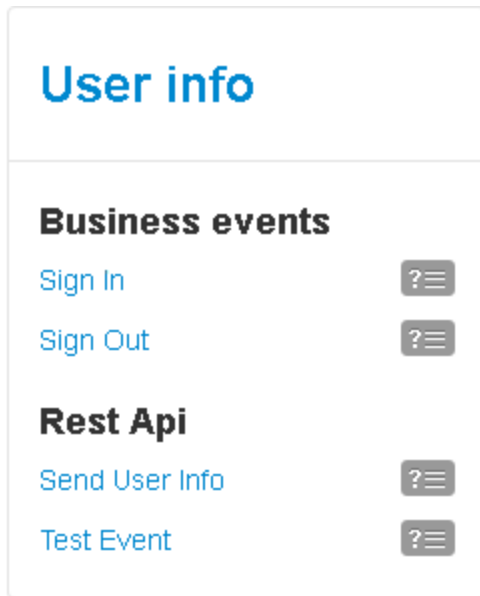 User info
Business events
Sign In
?
Sign Out
?
Rest Api
Send User Info
?
Test Event
?